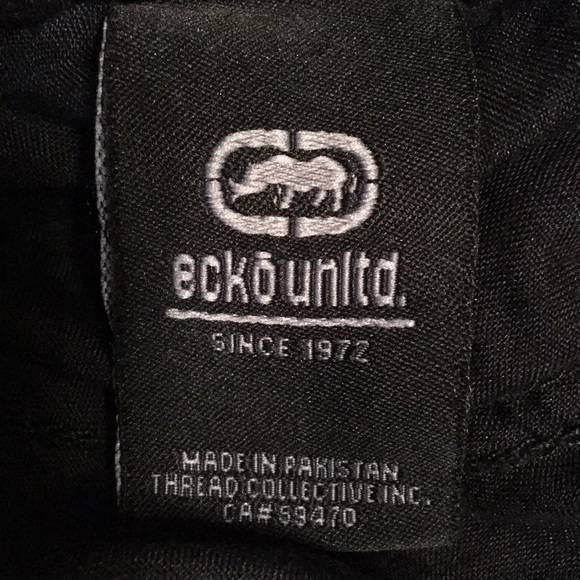 eckō unltd.
SINCE 1972
MADE IN PAKISTAN
THREAD COLLECTIVE INC.
CA# 59470